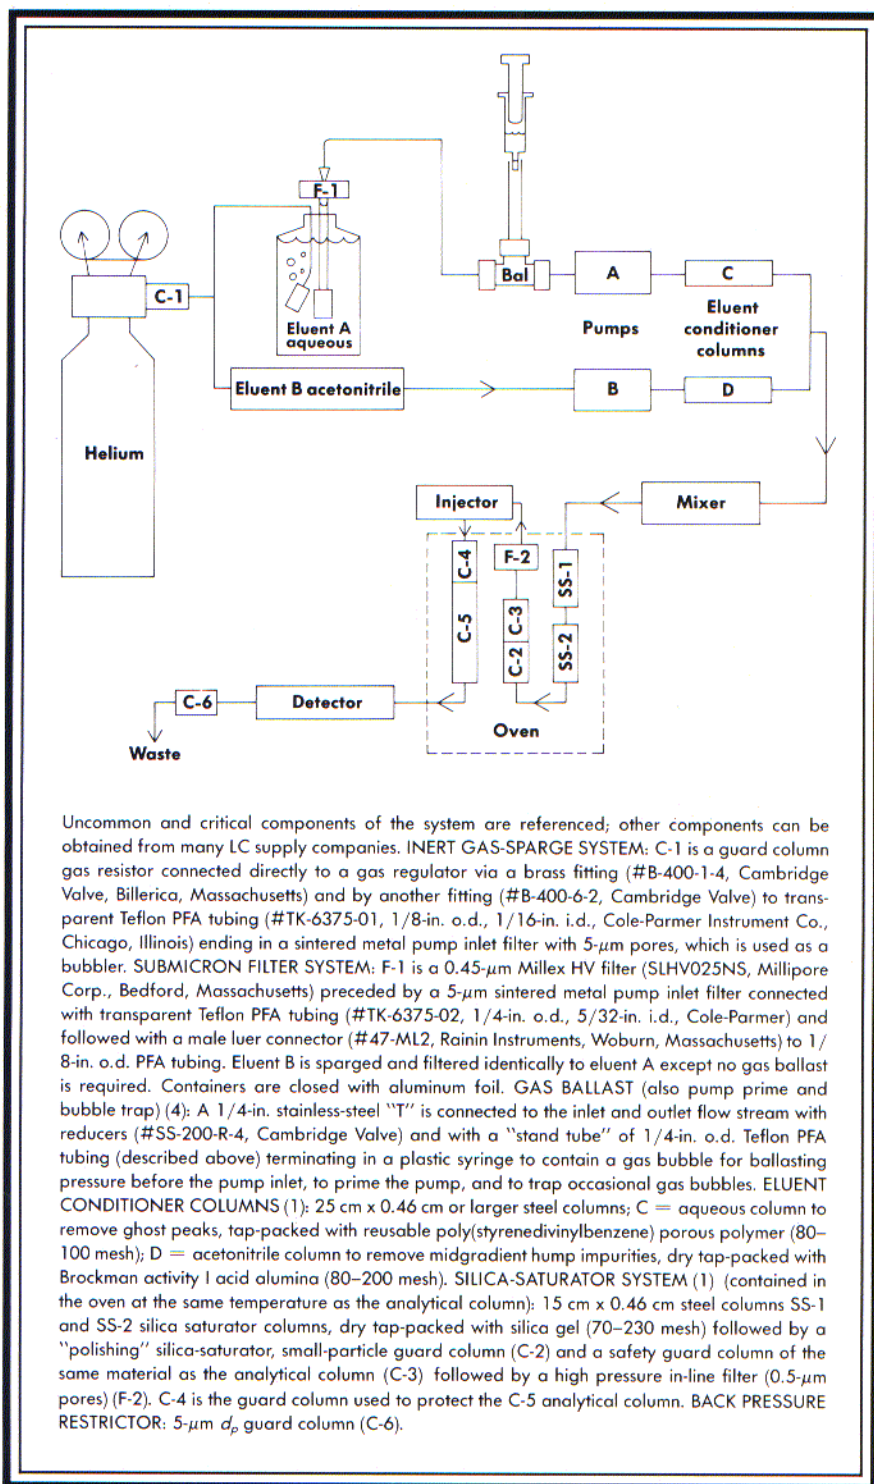 F-1
C-1
Bal
A
C
Eluent A
aqueous
Pumps
Eluent
conditioner
columns
Eluent B acetonitrile
B
D
Helium
Injector
Mixer
C-4
F-2
SS-1
C-5
C-3
C-2
SS-2
C-6
Detector
Oven
Waste
Uncommon and critical components of the system are referenced; other components can be
obtained from many LC supply companies. INERT GAS-SPARGE SYSTEM: C-1 is a guard column
gas resistor connected directly to a gas regulator via a brass fitting (#B-400-1-4, Cambridge
Valve, Billerica, Massachusetts) and by another fitting (#B-400-6-2, Cambridge Valve) to trans-
parent Teflon PFA tubing (#TK-6375-01, 1/8-in. o.d., 1/16-in. i.d., Cole-Parmer Instrument Co.,
Chicago, Illinois) ending in a sintered metal pump inlet filter with 5-μm pores, which is used as a
bubbler. SUBMICRON FILTER SYSTEM: F-1 is a 0.45-μm Millex HV filter (SLHV025NS, Millipore
Corp., Bedford, Massachusetts) preceded by a 5-μm sintered metal pump inlet filter connected
with transparent Teflon PFA tubing (#TK-6375-02, 1/4-in. o.d., 5/32-in. i.d., Cole-Parmer) and
followed with a male luer connector (#47-ML2, Rainin Instruments, Woburn, Massachusetts) to 1/
8-in. o.d. PFA tubing. Eluent B is sparged and filtered identically to eluent A except no gas ballast
is required. Containers are closed with aluminum foil. GAS BALLAST (also pump prime and
bubble trap) (4): A 1/4-in. stainless-steel "T" is connected to the inlet and outlet flow stream with
reducers (#SS-200-R-4, Cambridge Valve) and with a "stand tube" of 1/4-in. o.d. Teflon PFA
tubing (described above) terminating in a plastic syringe to contain a gas bubble for ballasting
pressure before the pump inlet, to prime the pump, and to trap occasional gas bubbles. ELUENT
CONDITIONER COLUMNS (1): 25 cm x 0.46 cm or larger steel columns; C = aqueous column to
remove ghost peaks, tap-packed with reusable poly(styrenedivinylbenzene) porous polymer (80–
100 mesh); D = acetonitrile column to remove midgradient hump impurities, dry tap-packed with
Brockman activity I acid alumina (80–200 mesh). SILICA-SATURATOR SYSTEM (1) (contained in
the oven at the same temperature as the analytical column): 15 cm x 0.46 cm steel columns SS-1
and SS-2 silica saturator columns, dry tap-packed with silica gel (70–230 mesh) followed by a
"polishing" silica-saturator, small-particle guard column (C-2) and a safety guard column of the
same material as the analytical column (C-3) followed by a high pressure in-line filter (0.5-μm
pores) (F-2). C-4 is the guard column used to protect the C-5 analytical column. BACK PRESSURE
RESTRICTOR: 5-μm dp guard column (C-6).